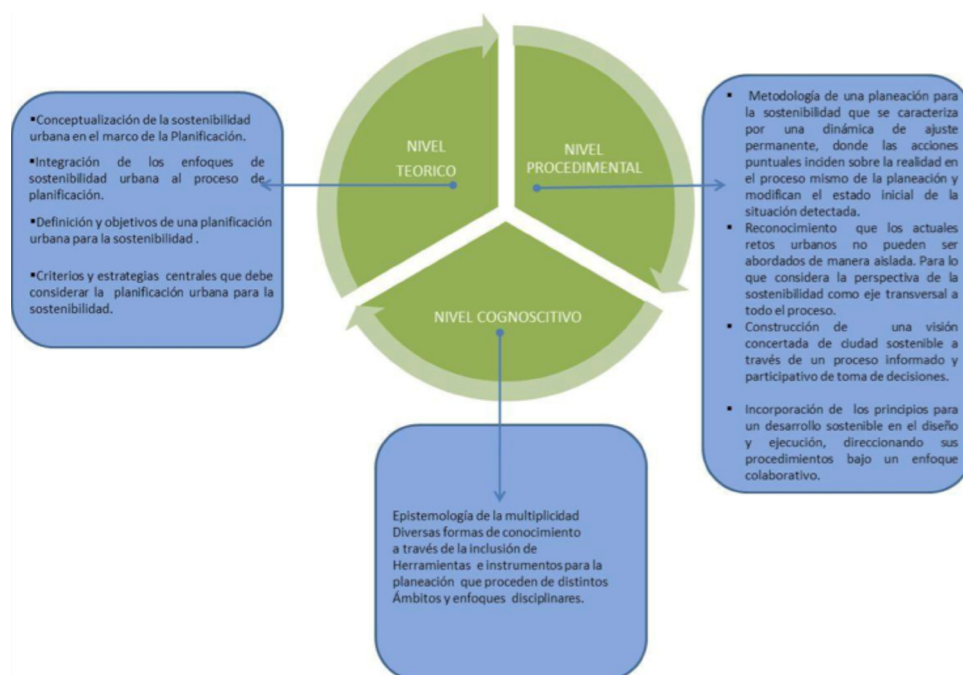 ▪Conceptualización de la sostenibilidad
urbana en el marco de la Planificación.
▪Integración de los enfoques de
sostenibilidad urbana al proceso de
planificación.
▪Definición y objetivos de una planificación
urbana para la sostenibilidad .
▪Criterios y estrategias centrales que debe
considerar la planificación urbana para la
sostenibilidad.
NIVEL
TEORICO
NIVEL
PROCEDIMENTAL
NIVEL COGNOSCITIVO
▪ Metodología de una planeación para
la sostenibilidad que se caracteriza
por una dinámica de ajuste
permanente, donde las acciones
puntuales inciden sobre la realidad en
el proceso mismo de la planeación y
modifican el estado inicial de la
situación detectada.
▪ Reconocimiento que los actuales
retos urbanos no pueden ser
abordados de manera aislada. Para lo
que considera la perspectiva de la
sostenibilidad como eje transversal a
todo el proceso.
▪ Construcción de una visión
concertada de ciudad sostenible a
través de un proceso informado y
participativo de toma de decisiones.
▪ Incorporación de los principios para
un desarrollo sostenible en el diseño
y ejecución, direccionando sus
procedimientos bajo un enfoque
colaborativo.
Epistemología de la multiplicidad
Diversas formas de conocimiento
a través de la inclusión de
Herramientas e instrumentos para la
planeación que proceden de distintos
Ámbitos y enfoques disciplinares.